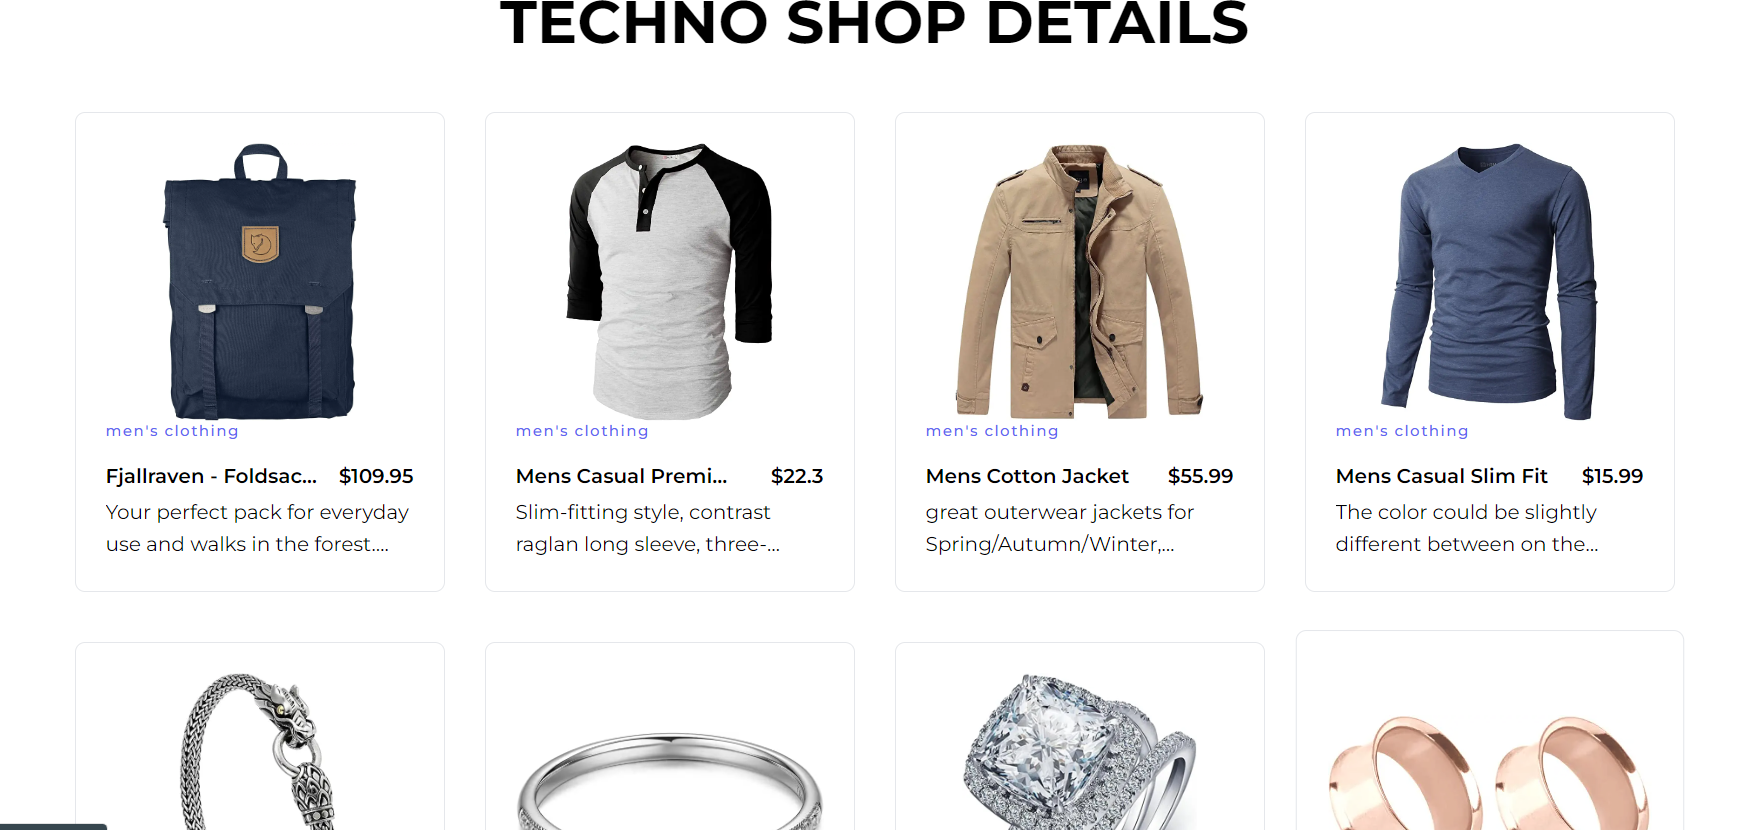 TECHNO SHOP DETAILS
men's clothing
Fjallraven - Foldsac... $109.95
Your perfect pack for everyday
use and walks in the forest....
men's clothing
Mens Casual Premi... $22.3
Slim-fitting style, contrast
raglan long sleeve, three-...
men's clothing
Mens Cotton Jacket $55.99
great outerwear jackets for
Spring/Autumn/Winter,...
men's clothing
Mens Casual Slim Fit $15.99
The color could be slightly
different between on the...